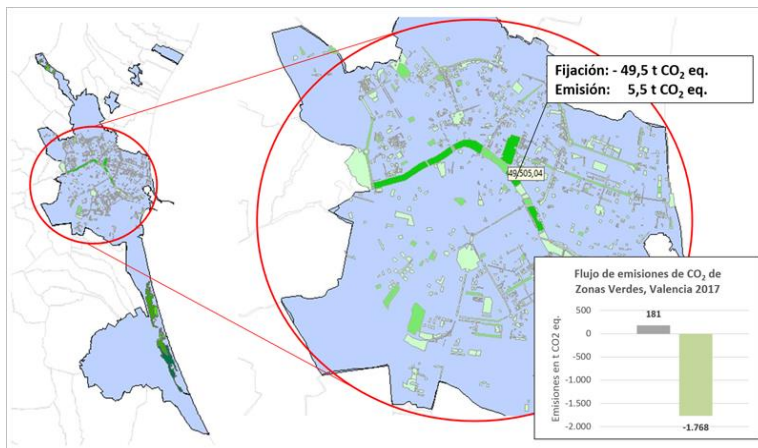 Fijación: - 49,5 t CO₂ eq.
Emisión: 5,5 t CO₂ eq.
49.505,04
Flujo de emisiones de CO₂ de
Zonas Verdes, Valencia 2017
Emisiones en t CO2 eq.
500
0
-500
-1.000
-1.500
-2.000
181
-1.768